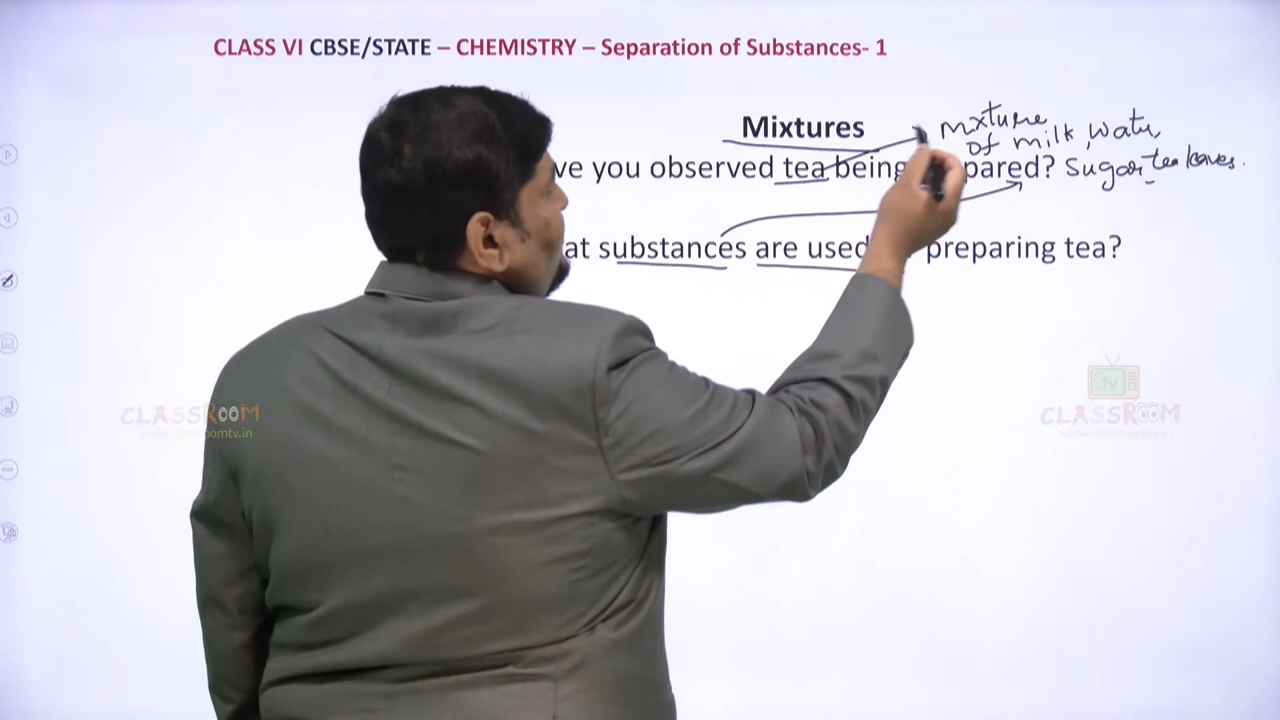 CLASS VI CBSE/STATE – CHEMISTRY – Separation of Substances- 1
Mixtures
mixture
of milk, water,
ve you observed tea being pared? Sugar, tea leaves.
at substances are used preparing tea?
tv
CLASSROOM
CLASSROOM